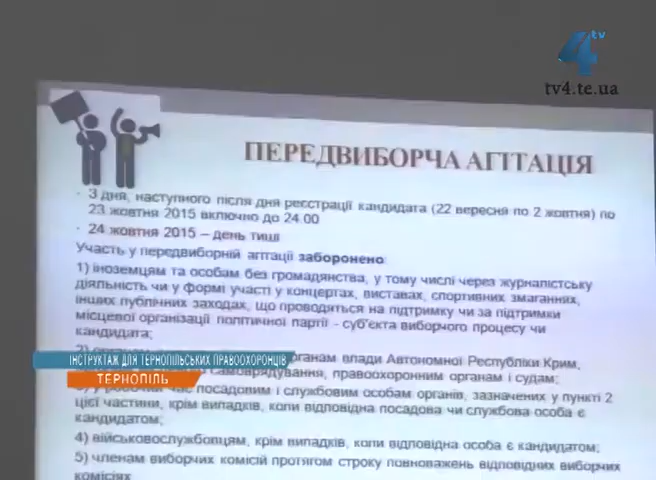 4 tv
tv4.te.ua
ПЕРЕДВИБОРЧА АГІТАЦІЯ
- З дня, наступного після дня реєстрації кандидата (22 вересня по 2 жовтня) по
23 жовтня 2015 включно до 24.00
- 24 жовтня 2015 – день тиші
Участь у передвиборній агітації заборонено:
1) іноземцям та особам без громадянства, у тому числі через журналістську
діяльність чи у формі участі у концертах, виставах, спортивних змаганнях,
інших публічних заходах, що проводяться на підтримку чи за підтримки
місцевої організації політичної партії - суб'єкта виборчого процесу чи
кандидата;
органам влади Автономної Республіки Крим,
самоврядування, правоохоронним органам і судам;
ІНСТРУКТАЖ ДЛЯ ТЕРНОПІЛЬСЬКИХ ПРАВООХОРОНЦІВ
ТЕРНОПІЛЬ
час посадовим і службовим особам органів, зазначених у пункті 2
цієї частини, крім випадків, коли відповідна посадова чи службова особа є
кандидатом;
4) військовослужбовцям, крім випадків, коли відповідна особа є кандидатом;
5) членам виборчих комісій протягом строку повноважень відповідних виборчих
комісіях